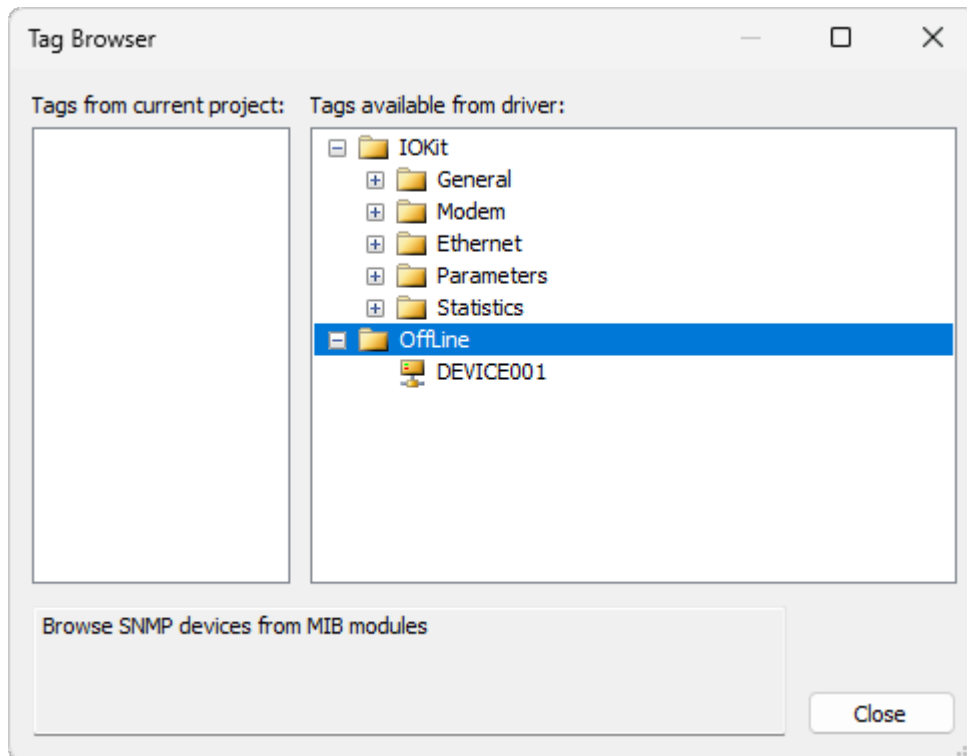 Tag Browser
Tags from current project:
Tags available from driver:
IOKit
General
Modem
Ethernet
Parameters
Statistics
OffLine
DEVICE001
Browse SNMP devices from MIB modules
Close